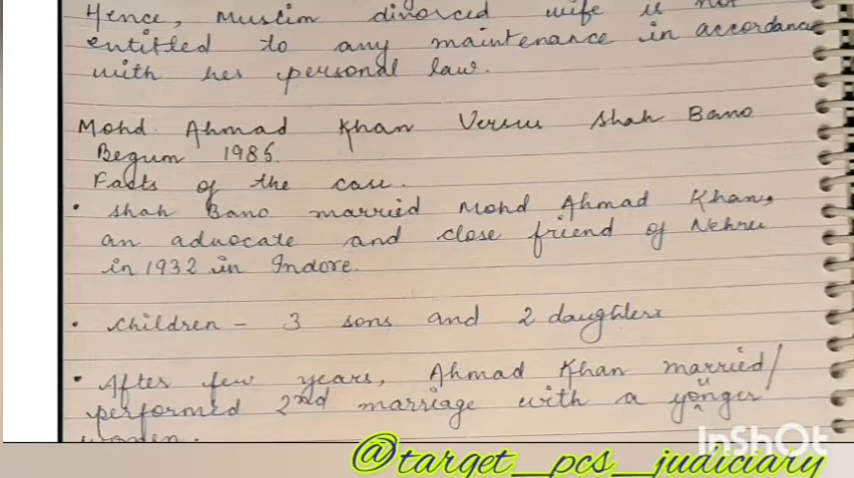 Hence, Muslim divorced wife is not
entitled to any maintenance in accordance
with her personal law.
Mohd. Ahmad Khan Versus Shah Bano
Begum 1985.
Facts of the case.
• Shah Bano married Mohd Ahmad Khan,
an advocate and close friend of Nehru
in 1932 in Indore.
• Children - 3 sons and 2 daughters
• After few years, Ahmad Khan married/
performed 2nd marriage with a younger
women.
InShOt
@target_pcs_judiciary